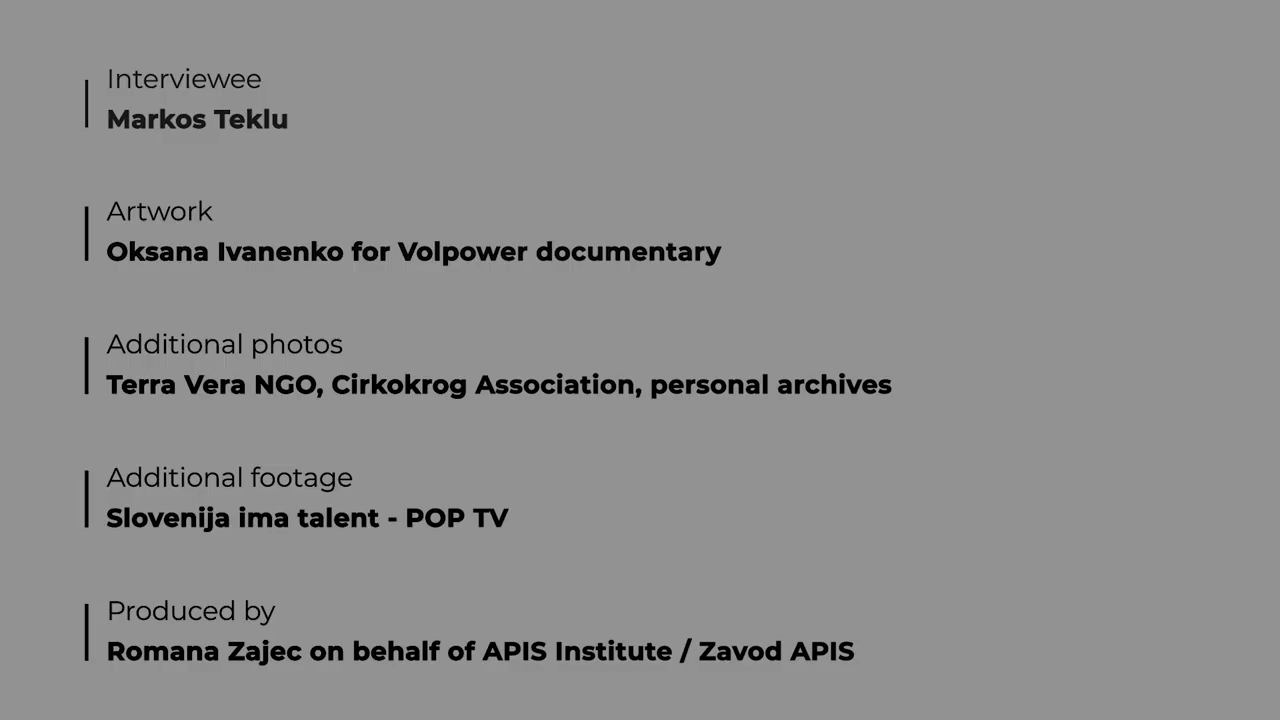 Interviewee
Markos Teklu
Artwork
Oksana Ivanenko for Volpower documentary
Additional photos
Terra Vera NGO, Cirkokrog Association, personal archives
Additional footage
Slovenija ima talent - POP TV
Produced by
Romana Zajec on behalf of APIS Institute / Zavod APIS